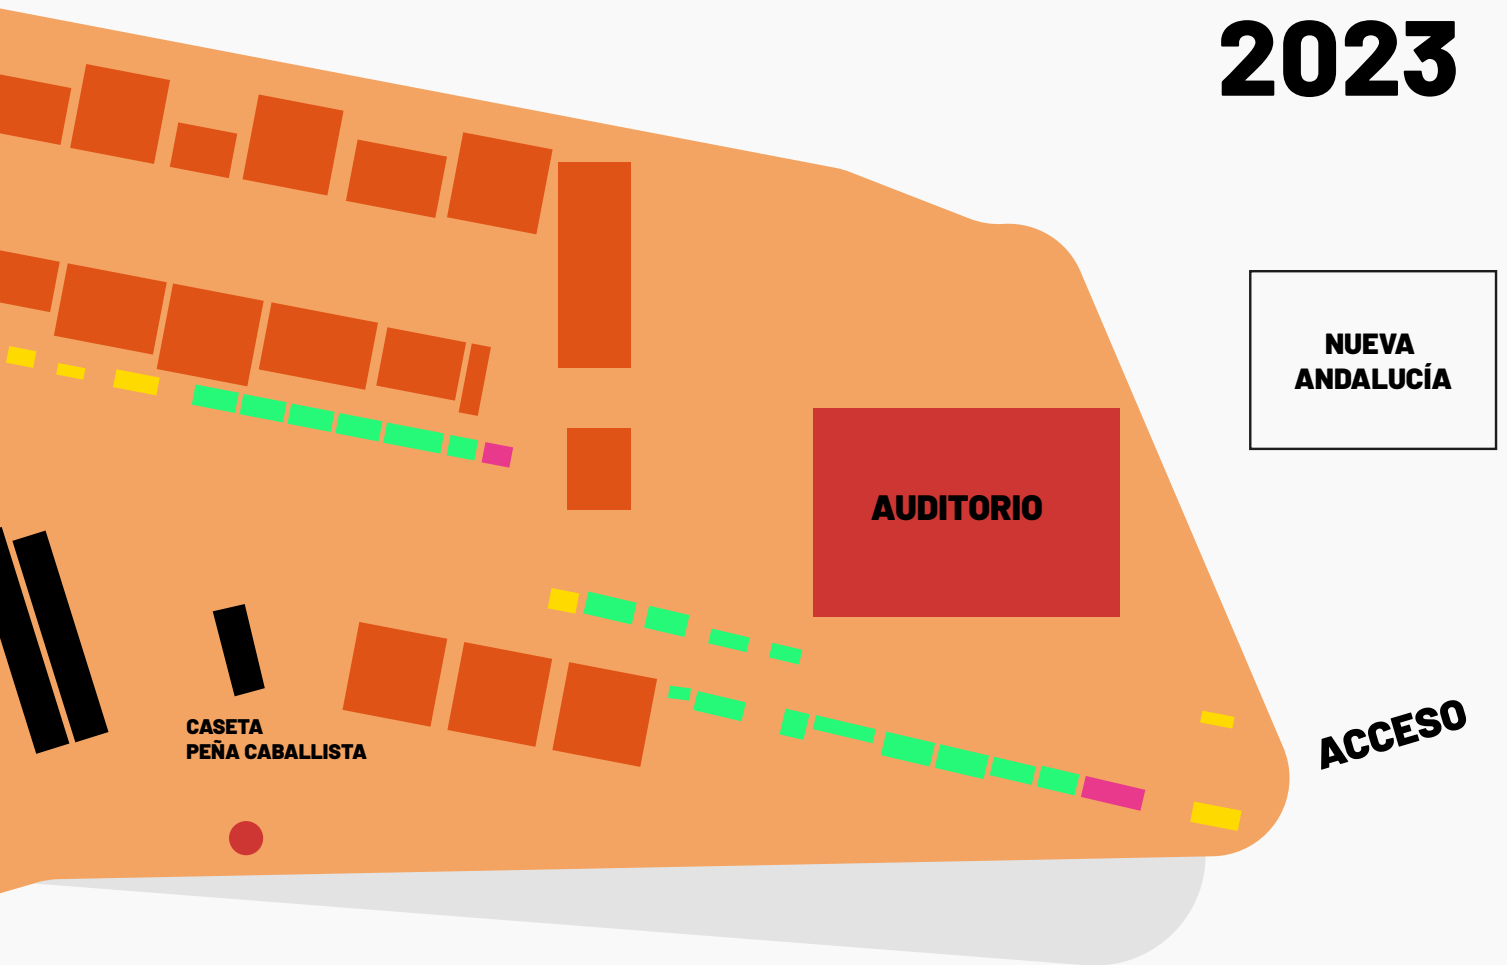 2023
NUEVA
ANDALUCÍA
AUDITORIO
ACCESO
CASETA
PEÑA CABALLISTA